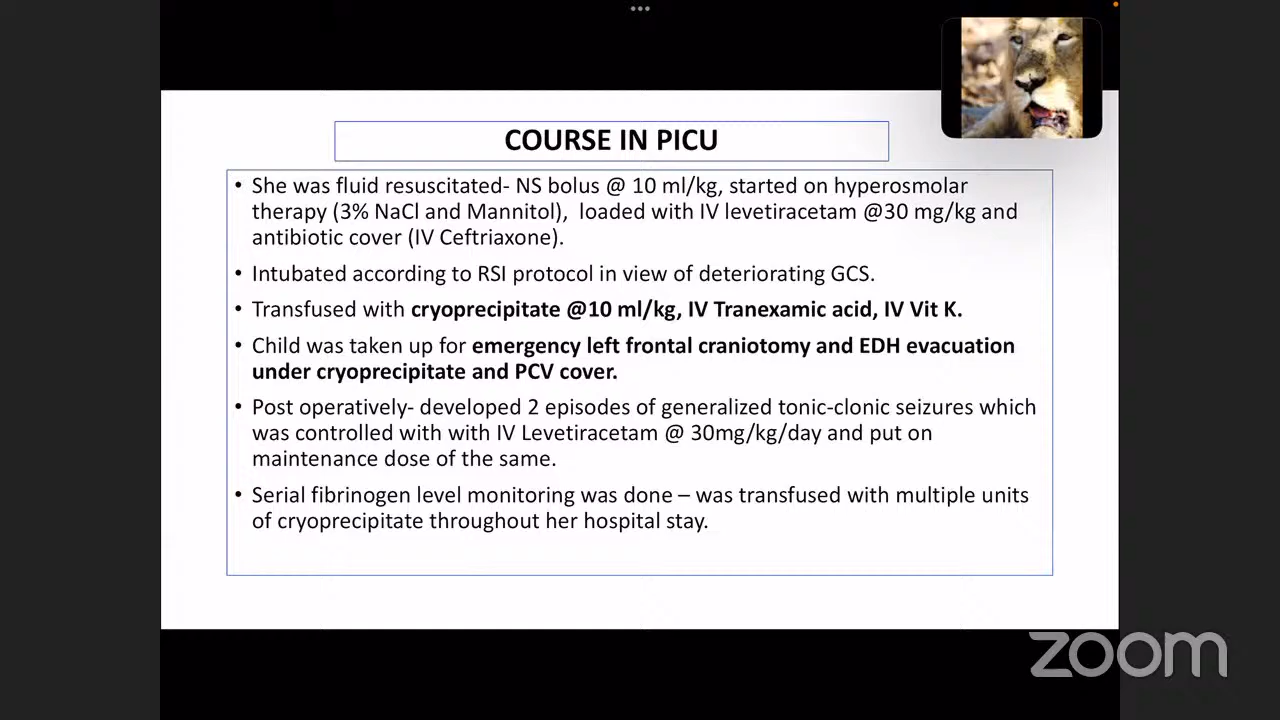 COURSE IN PICU
• She was fluid resuscitated- NS bolus @ 10 ml/kg, started on hyperosmolar
therapy (3% NaCl and Mannitol), loaded with IV levetiracetam @30 mg/kg and
antibiotic cover (IV Ceftriaxone).
• Intubated according to RSI protocol in view of deteriorating GCS.
• Transfused with cryoprecipitate @10 ml/kg, IV Tranexamic acid, IV Vit K.
• Child was taken up for emergency left frontal craniotomy and EDH evacuation
under cryoprecipitate and PCV cover.
• Post operatively- developed 2 episodes of generalized tonic-clonic seizures which
was controlled with with IV Levetiracetam @ 30mg/kg/day and put on
maintenance dose of the same.
• Serial fibrinogen level monitoring was done – was transfused with multiple units
of cryoprecipitate throughout her hospital stay.
zoom